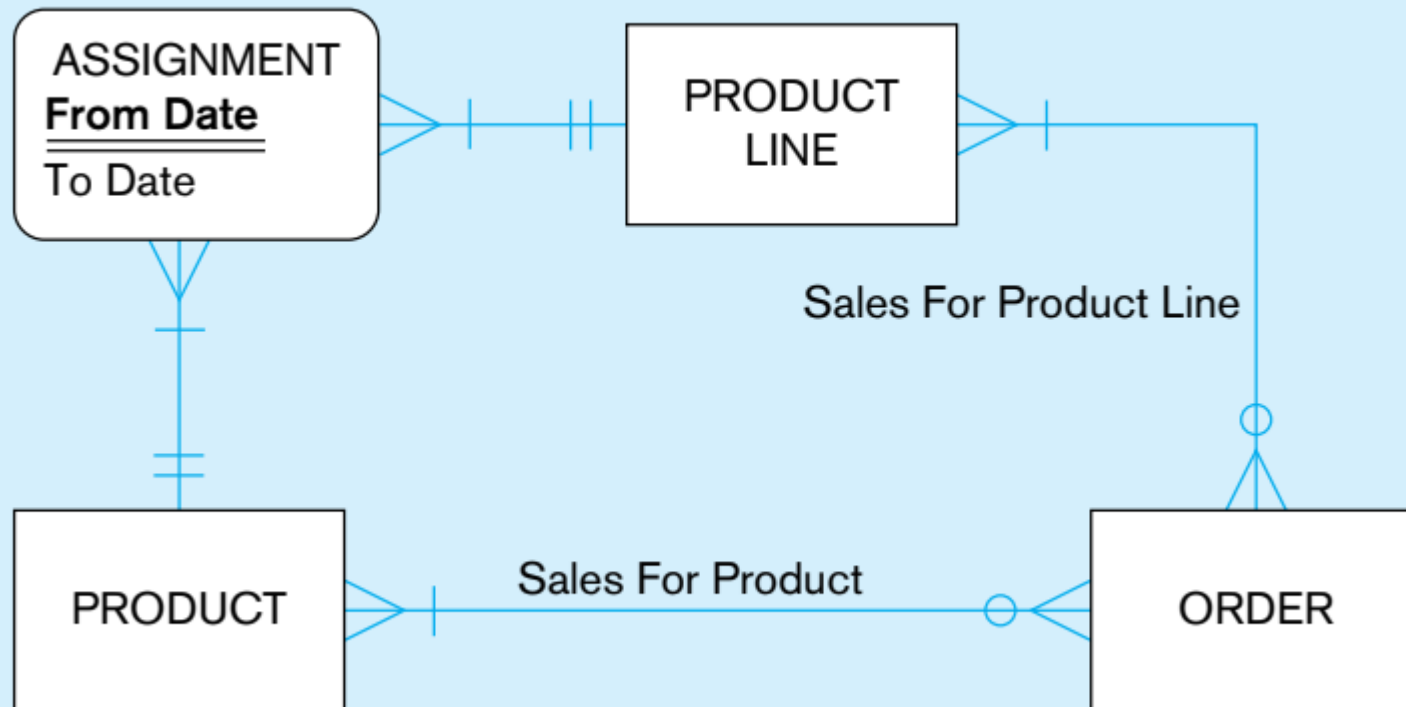 ASSIGNMENT
From Date
To Date
PRODUCT
LINE
Sales For Product Line
Sales For Product
PRODUCT
ORDER